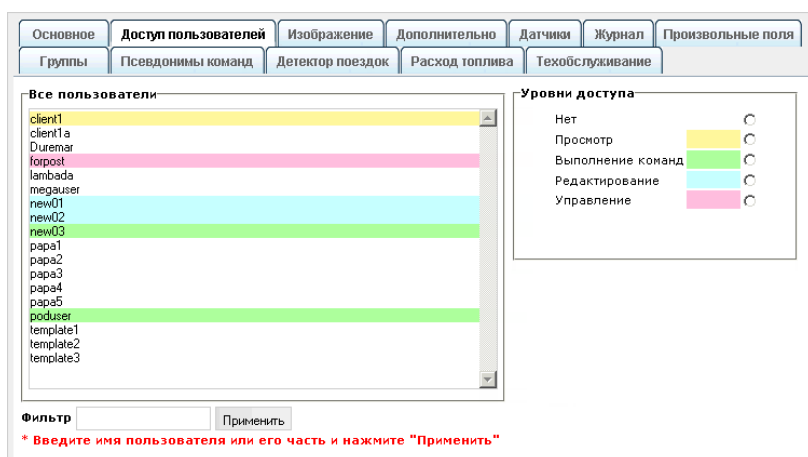 Основное Доступ пользователей Изображение Дополнительно Датчики Журнал Произвольные поля
Группы Псевдонимы команд Детектор поездок Расход топлива Техобслуживание
Все пользователи
client1
client1a
Duremar
forpost
lambada
megauser
new01
new02
new03
papa1
papa2
papa3
papa4
papa5
poduser
template1
template2
template3
Уровни доступа
Нет
Просмотр
Выполнение команд
Редактирование
Управление
Фильтр Применить
* Введите имя пользователя или его часть и нажмите "Применить"